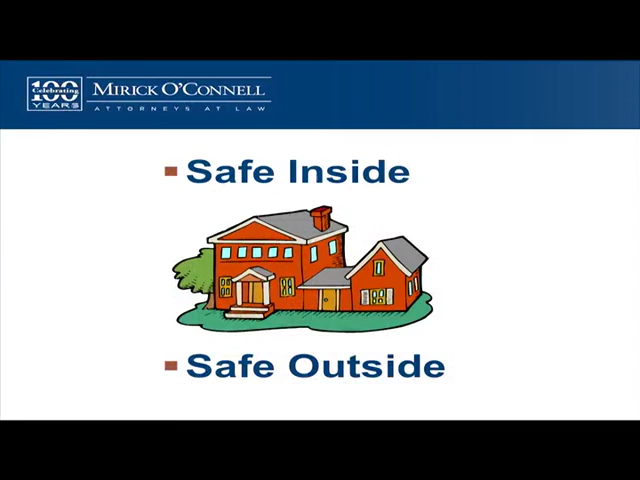 Celebrating
100
YEARS
MIRICK O'CONNELL
ATTORNEYS AT LAW
Safe Inside
Safe Outside